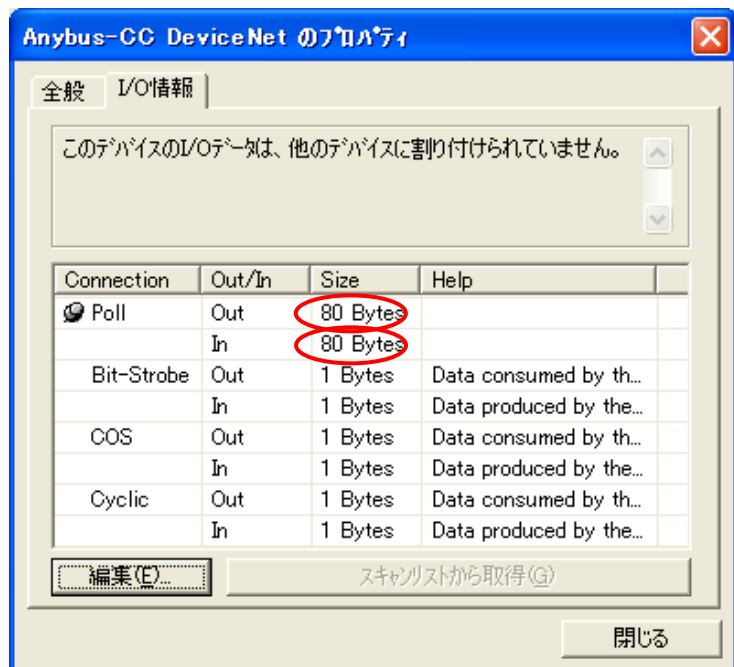 Anybus-CC DeviceNet のﾌﾟﾛﾊﾟﾃｨ
全般 I/O情報
このﾃﾞﾊﾞｲｽのI/Oﾃﾞｰﾀは、他のﾃﾞﾊﾞｲｽに割り付けられていません。
Connection Out/In Size Help
Poll Out 80 Bytes
In 80 Bytes
Bit-Strobe Out 1 Bytes Data consumed by th...
In 1 Bytes Data produced by the...
COS Out 1 Bytes Data consumed by th...
In 1 Bytes Data produced by the...
Cyclic Out 1 Bytes Data consumed by th...
In 1 Bytes Data produced by the...
編集(E)... ｽｷｬﾝﾘｽﾄから取得(G)
閉じる